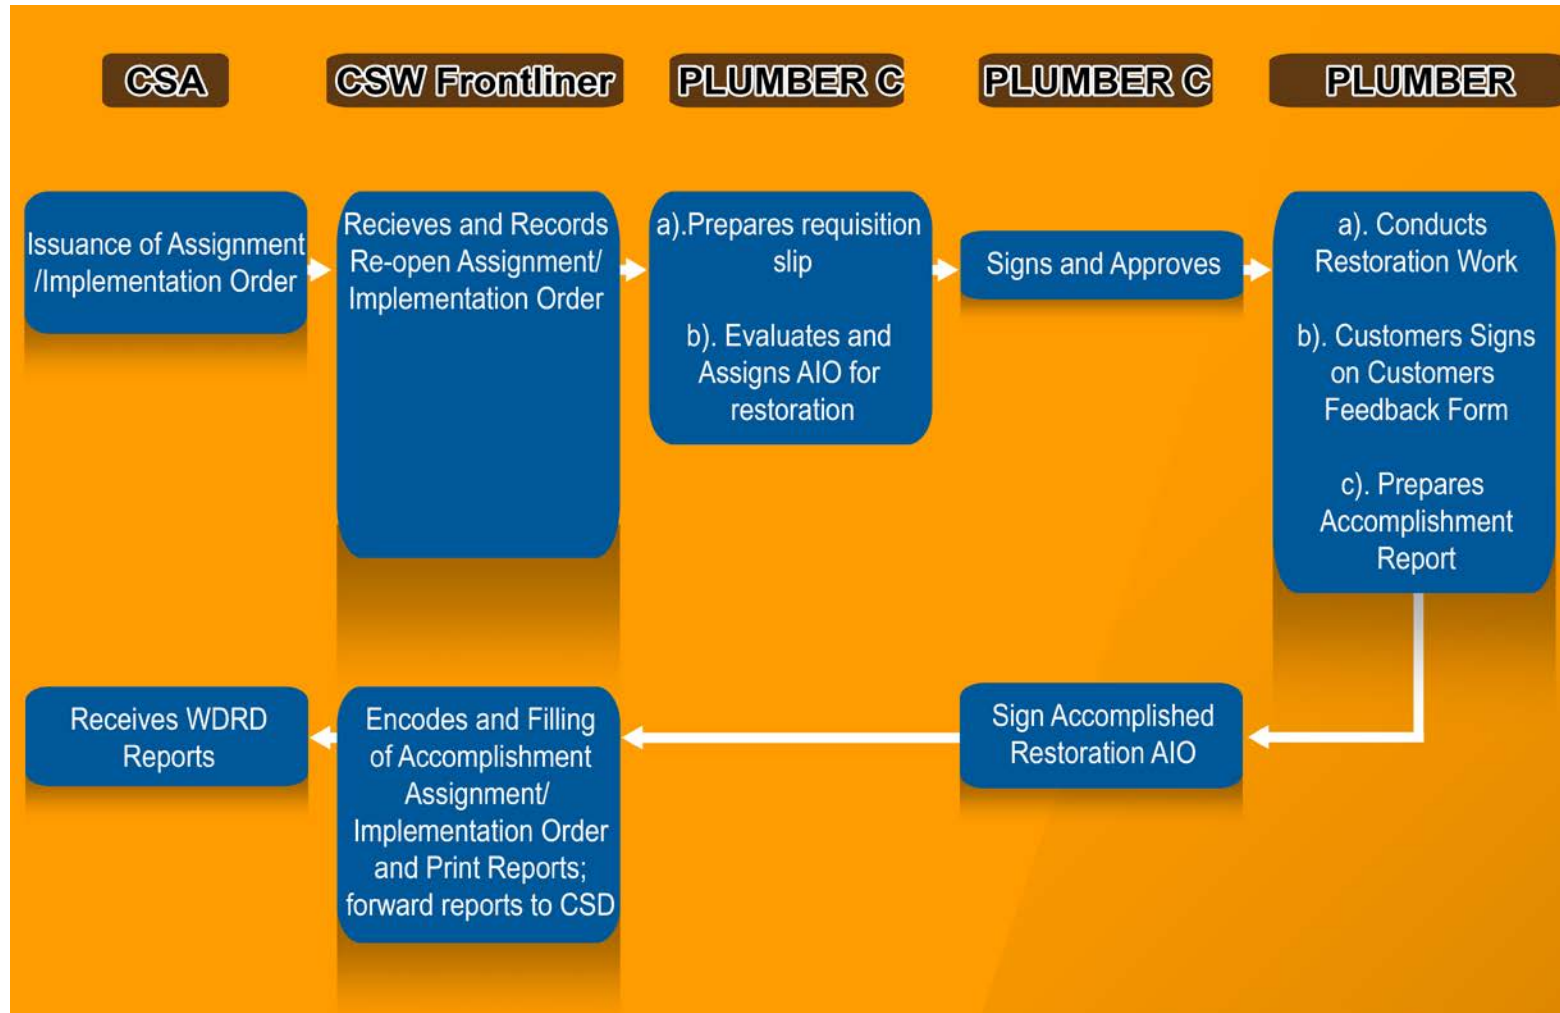 CSA
CSW Frontliner
PLUMBER C
PLUMBER C
PLUMBER
Issuance of Assignment
/Implementation Order
Recieves and Records
Re-open Assignment/
Implementation Order
a).Prepares requisition
slip
b). Evaluates and
Assigns AIO for
restoration
Signs and Approves
a). Conducts
Restoration Work
b). Customers Signs
on Customers
Feedback Form
c). Prepares
Accomplishment
Report
Sign Accomplished
Restoration AIO
Encodes and Filling
of Accomplishment
Assignment/
Implementation Order
and Print Reports;
forward reports to CSD
Receives WDRD
Reports